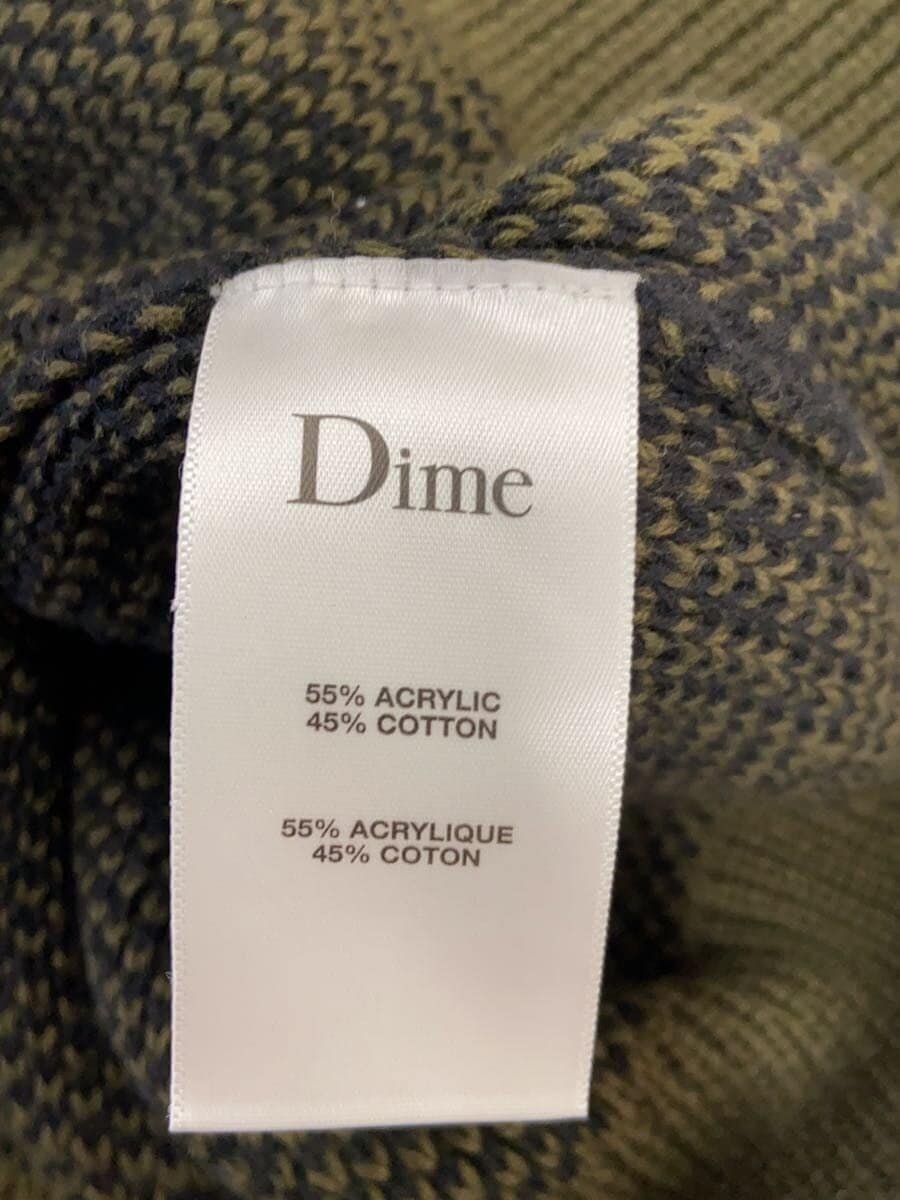 Dime
55% ACRYLIC
45% COTTON
55% ACRYLIQUE
45% COTON